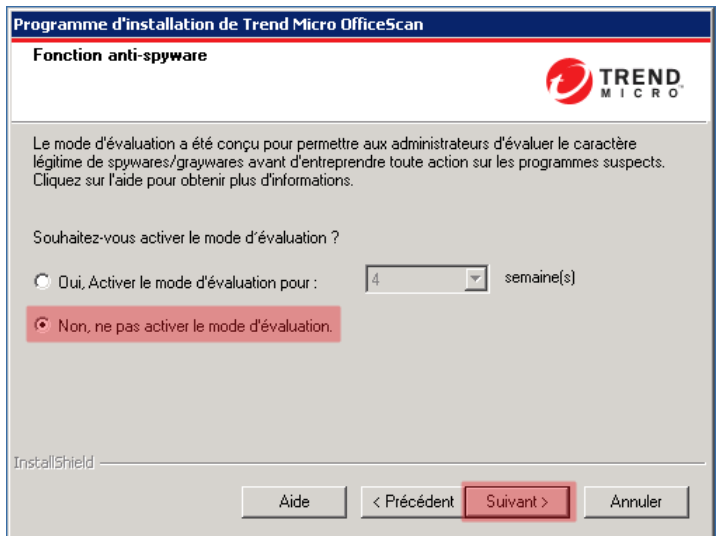 Programme d'installation de Trend Micro OfficeScan
Fonction anti-spyware
TREND
MICRO
Le mode d'évaluation a été conçu pour permettre aux administrateurs d'évaluer le caractère
légitime de spywares/graywares avant d'entreprendre toute action sur les programmes suspects.
Cliquez sur l'aide pour obtenir plus d'informations.
Souhaitez-vous activer le mode d'évaluation ?
Oui, Activer le mode d'évaluation pour : 4 semaine(s)
Non, ne pas activer le mode d'évaluation.
InstallShield
Aide < Précédent Suivant > Annuler